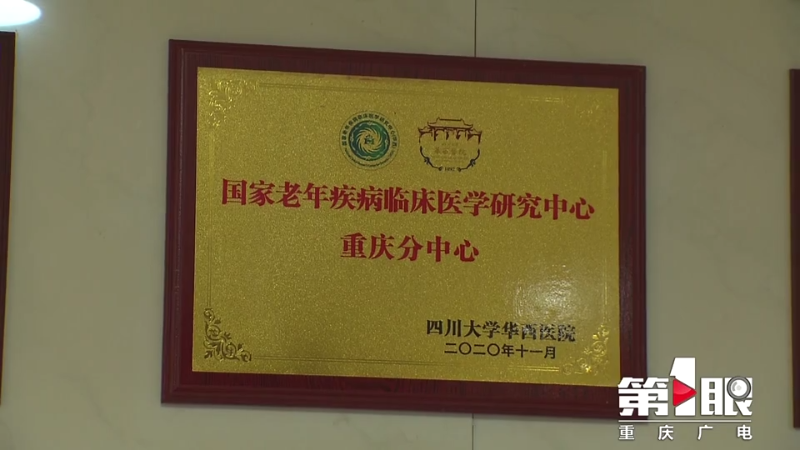 国家老年疾病临床医学研究中心
重庆分中心
四川大学华西医院
二〇二〇年十一月
第1眼
重庆广电